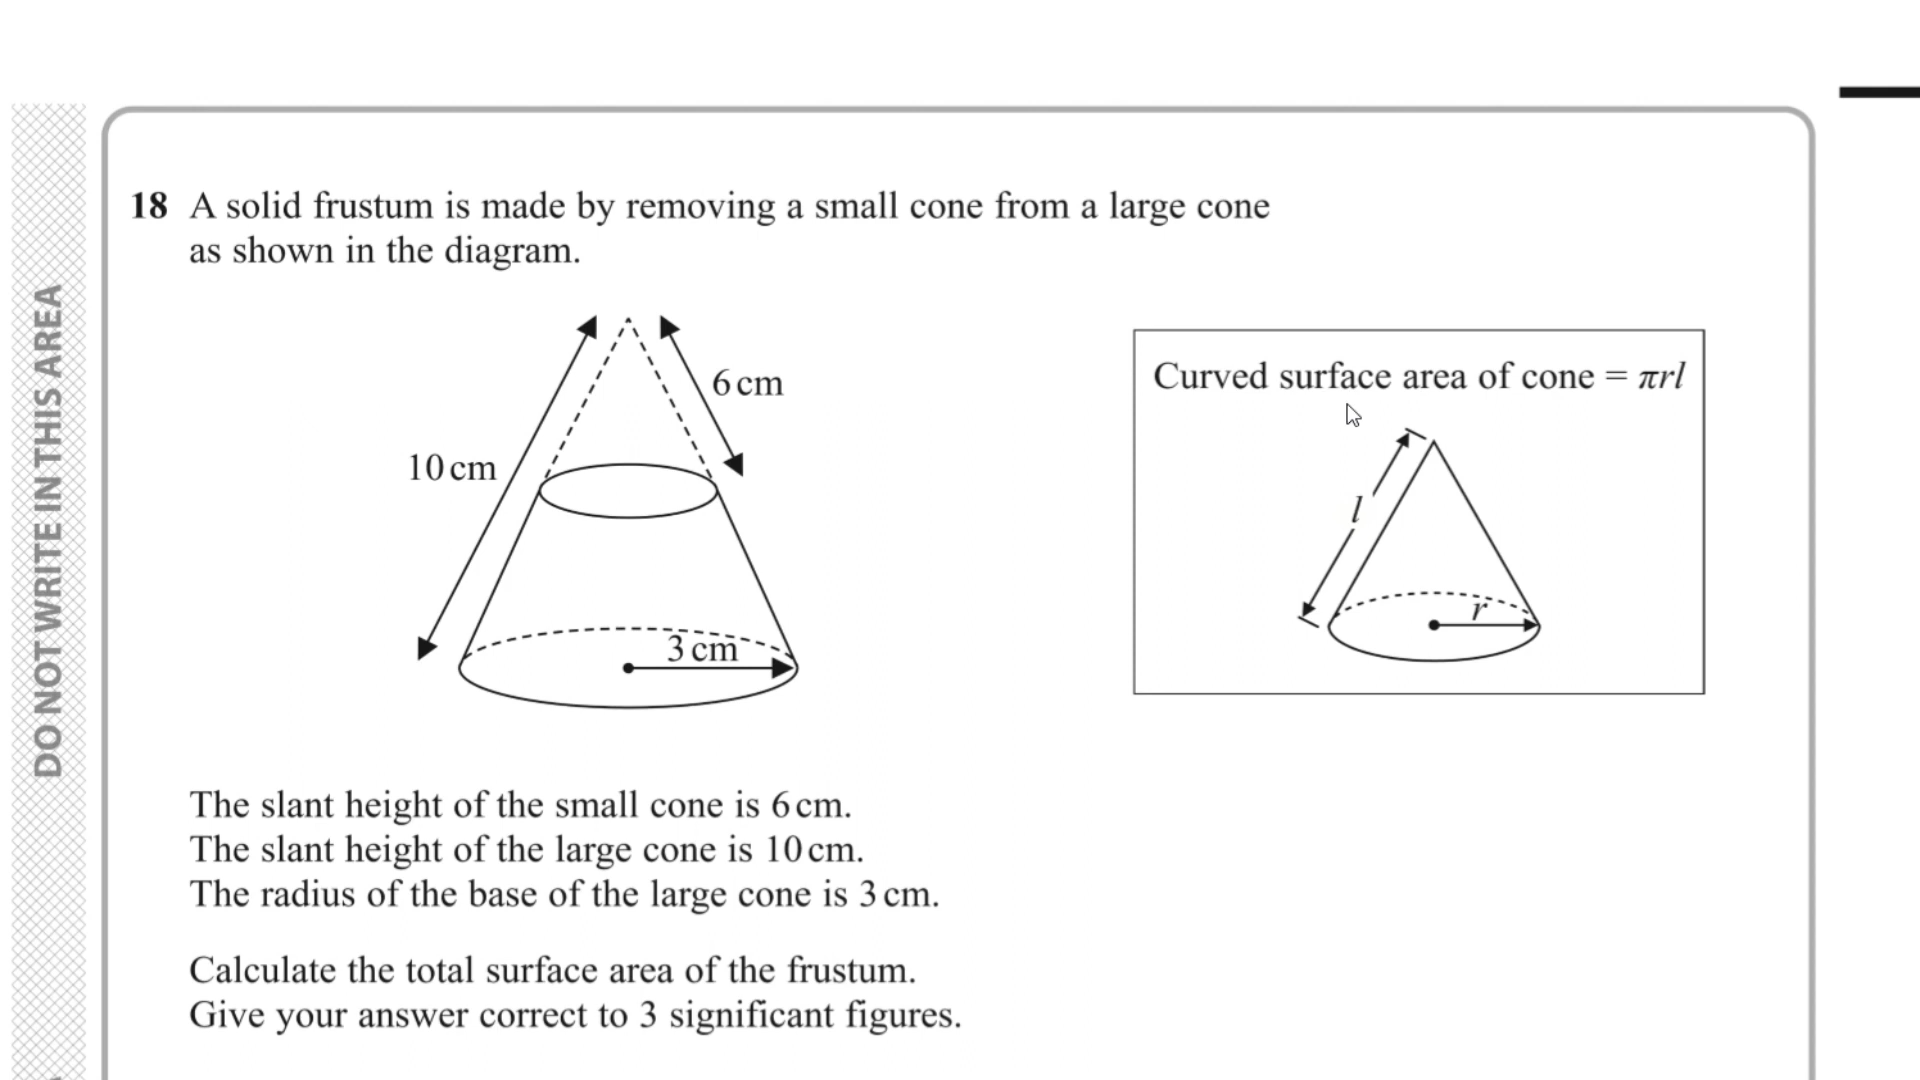 DO NOT WRITE IN THIS AREA
18 A solid frustum is made by removing a small cone from a large cone
as shown in the diagram.
6 cm
10 cm
3 cm
Curved surface area of cone = πrl
l
r
The slant height of the small cone is 6 cm.
The slant height of the large cone is 10 cm.
The radius of the base of the large cone is 3 cm.
Calculate the total surface area of the frustum.
Give your answer correct to 3 significant figures.